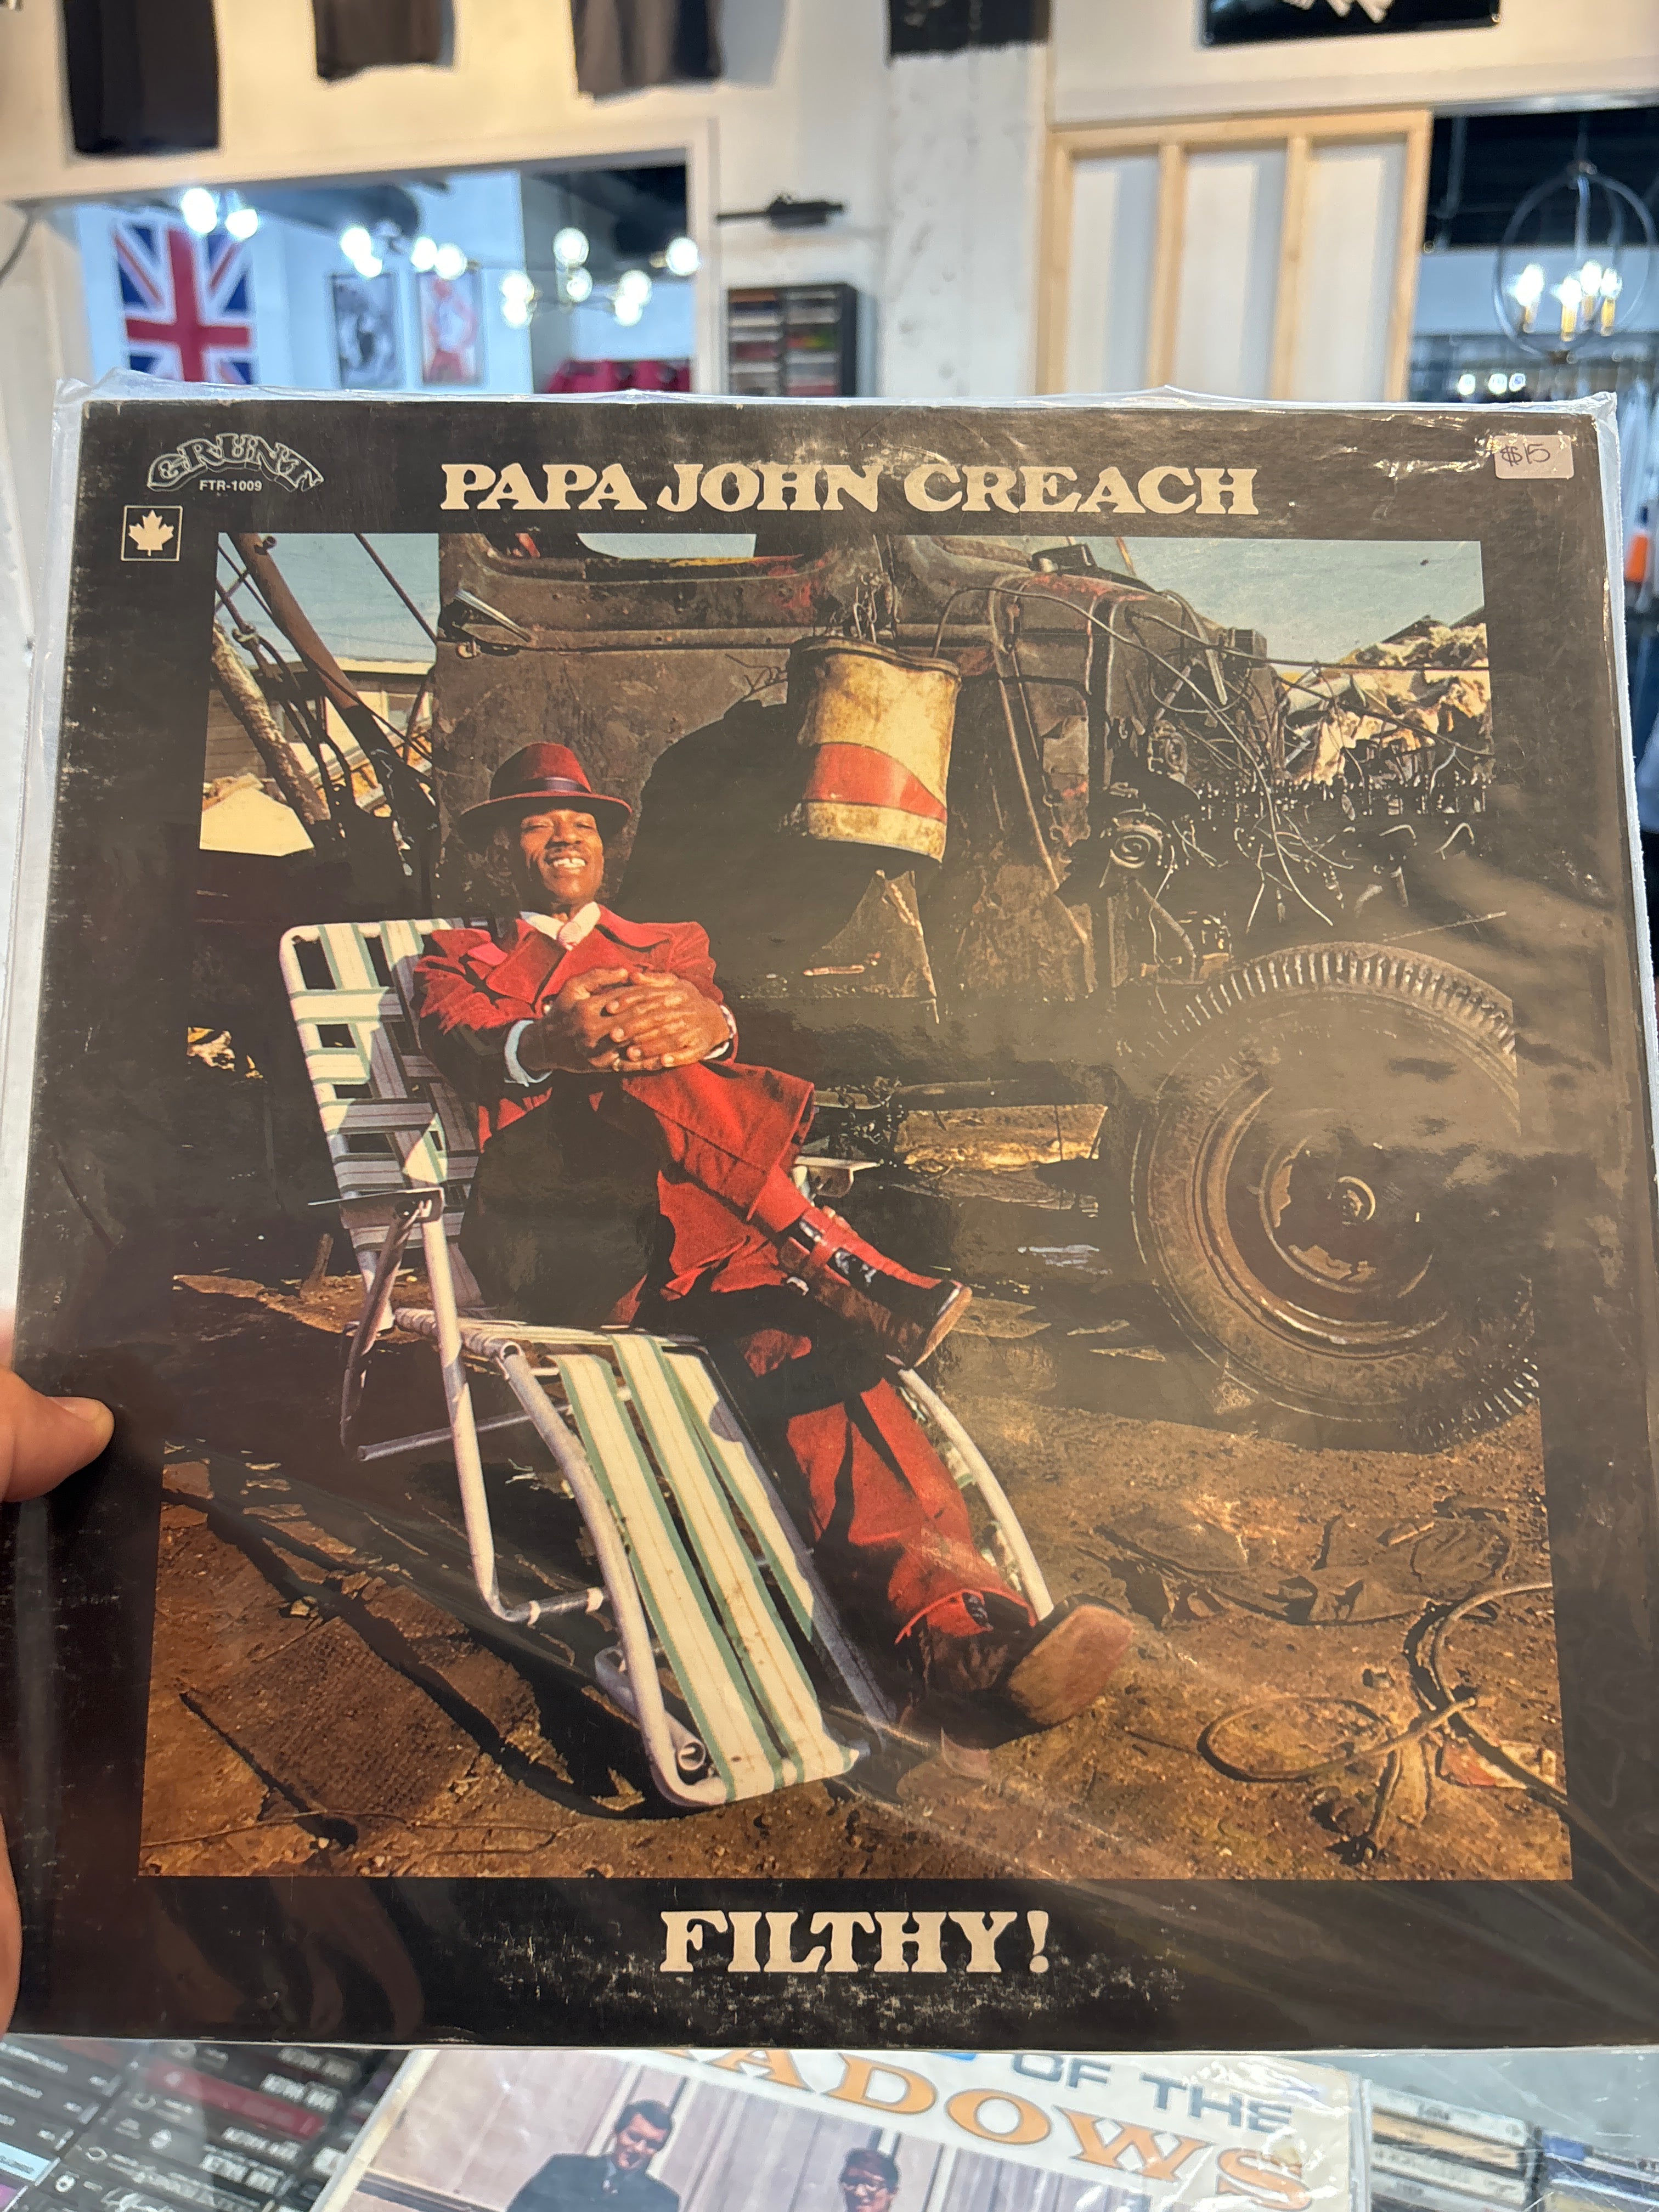 GRUNT
FTR-1009
PAPA JOHN CREACH
$15
FILTHY!
OF THE
ADOWS